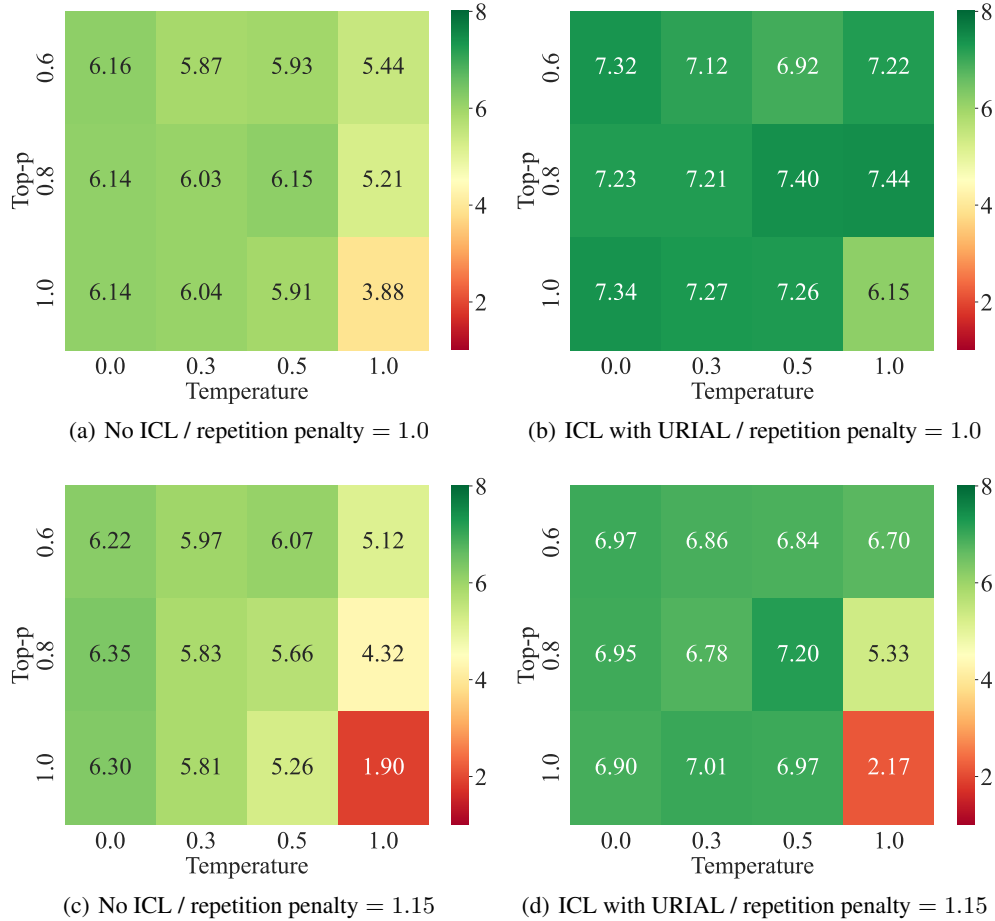 8
0.6 6.16 5.87 5.93 5.44
6
Top-p
0.8 6.14 6.03 6.15 5.21
4
1.0 6.14 6.04 5.91 3.88
2
0.0 0.3 0.5 1.0
Temperature
(a) No ICL / repetition penalty = 1.0
8
0.6 7.32 7.12 6.92 7.22
6
Top-p
0.8 7.23 7.21 7.40 7.44
4
1.0 7.34 7.27 7.26 6.15
2
0.0 0.3 0.5 1.0
Temperature
(b) ICL with URIAL / repetition penalty = 1.0
8
0.6 6.22 5.97 6.07 5.12
6
Top-p
0.8 6.35 5.83 5.66 4.32
4
1.0 6.30 5.81 5.26 1.90
2
0.0 0.3 0.5 1.0
Temperature
(c) No ICL / repetition penalty = 1.15
8
0.6 6.97 6.86 6.84 6.70
6
Top-p
0.8 6.95 6.78 7.20 5.33
4
1.0 6.90 7.01 6.97 2.17
2
0.0 0.3 0.5 1.0
Temperature
(d) ICL with URIAL / repetition penalty = 1.15